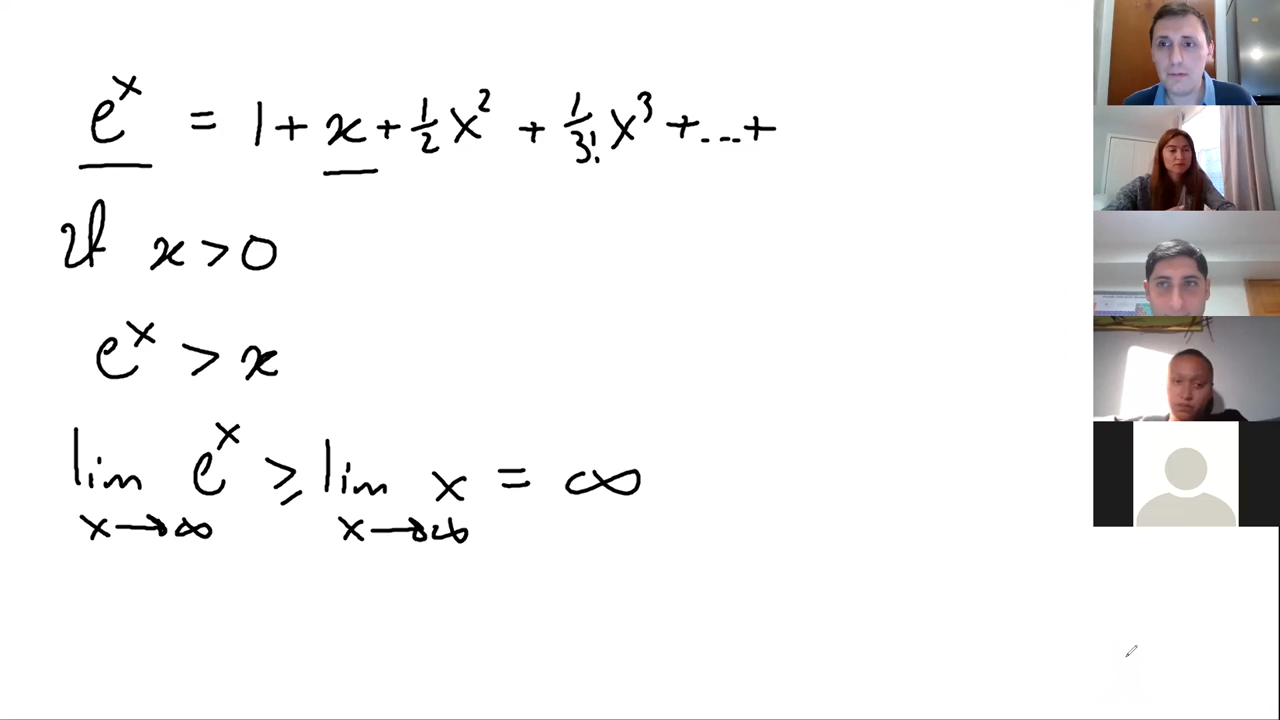 e^x = 1 + x + 1/2 x^2 + 1/3! x^3 + ... +
If x > 0
e^x > x
lim x→∞ e^x ≥ lim x→∞ x = ∞